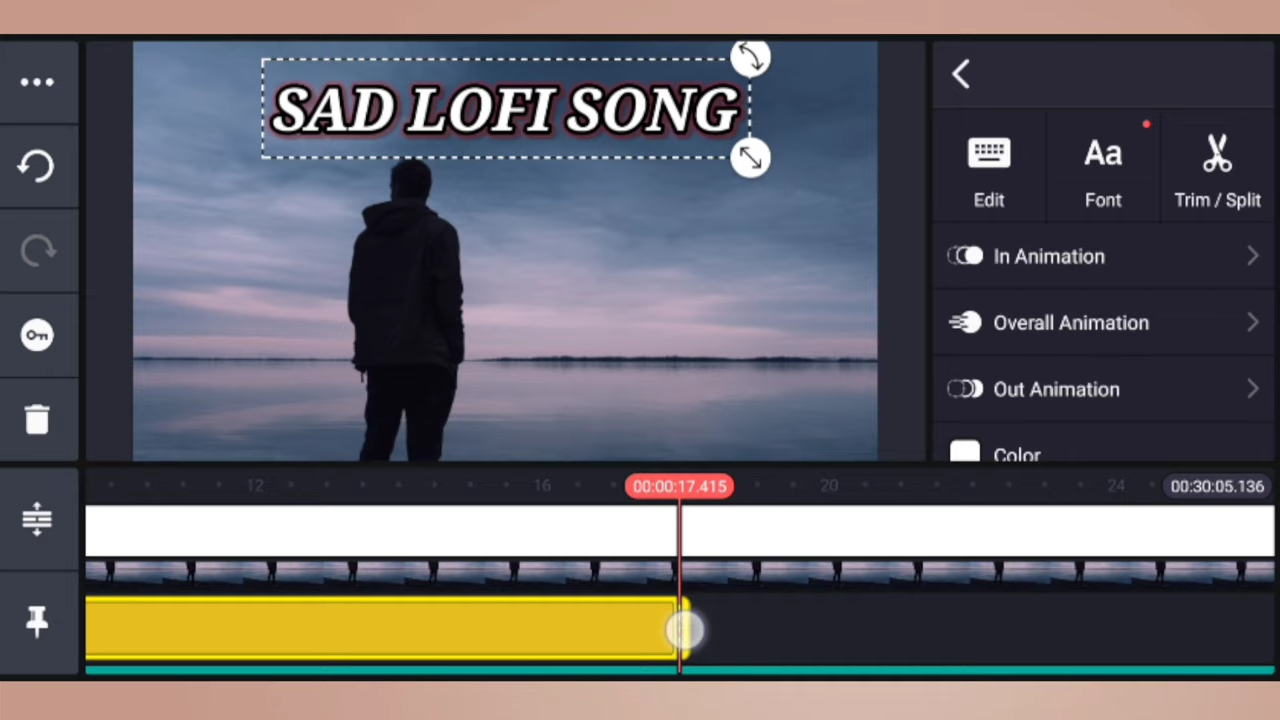 SAD LOFI SONG
Edit
Aa
Font
Trim / Split
In Animation
Overall Animation
Out Animation
Color
12
16
00:00:17.415
20
24
00:30:05.136